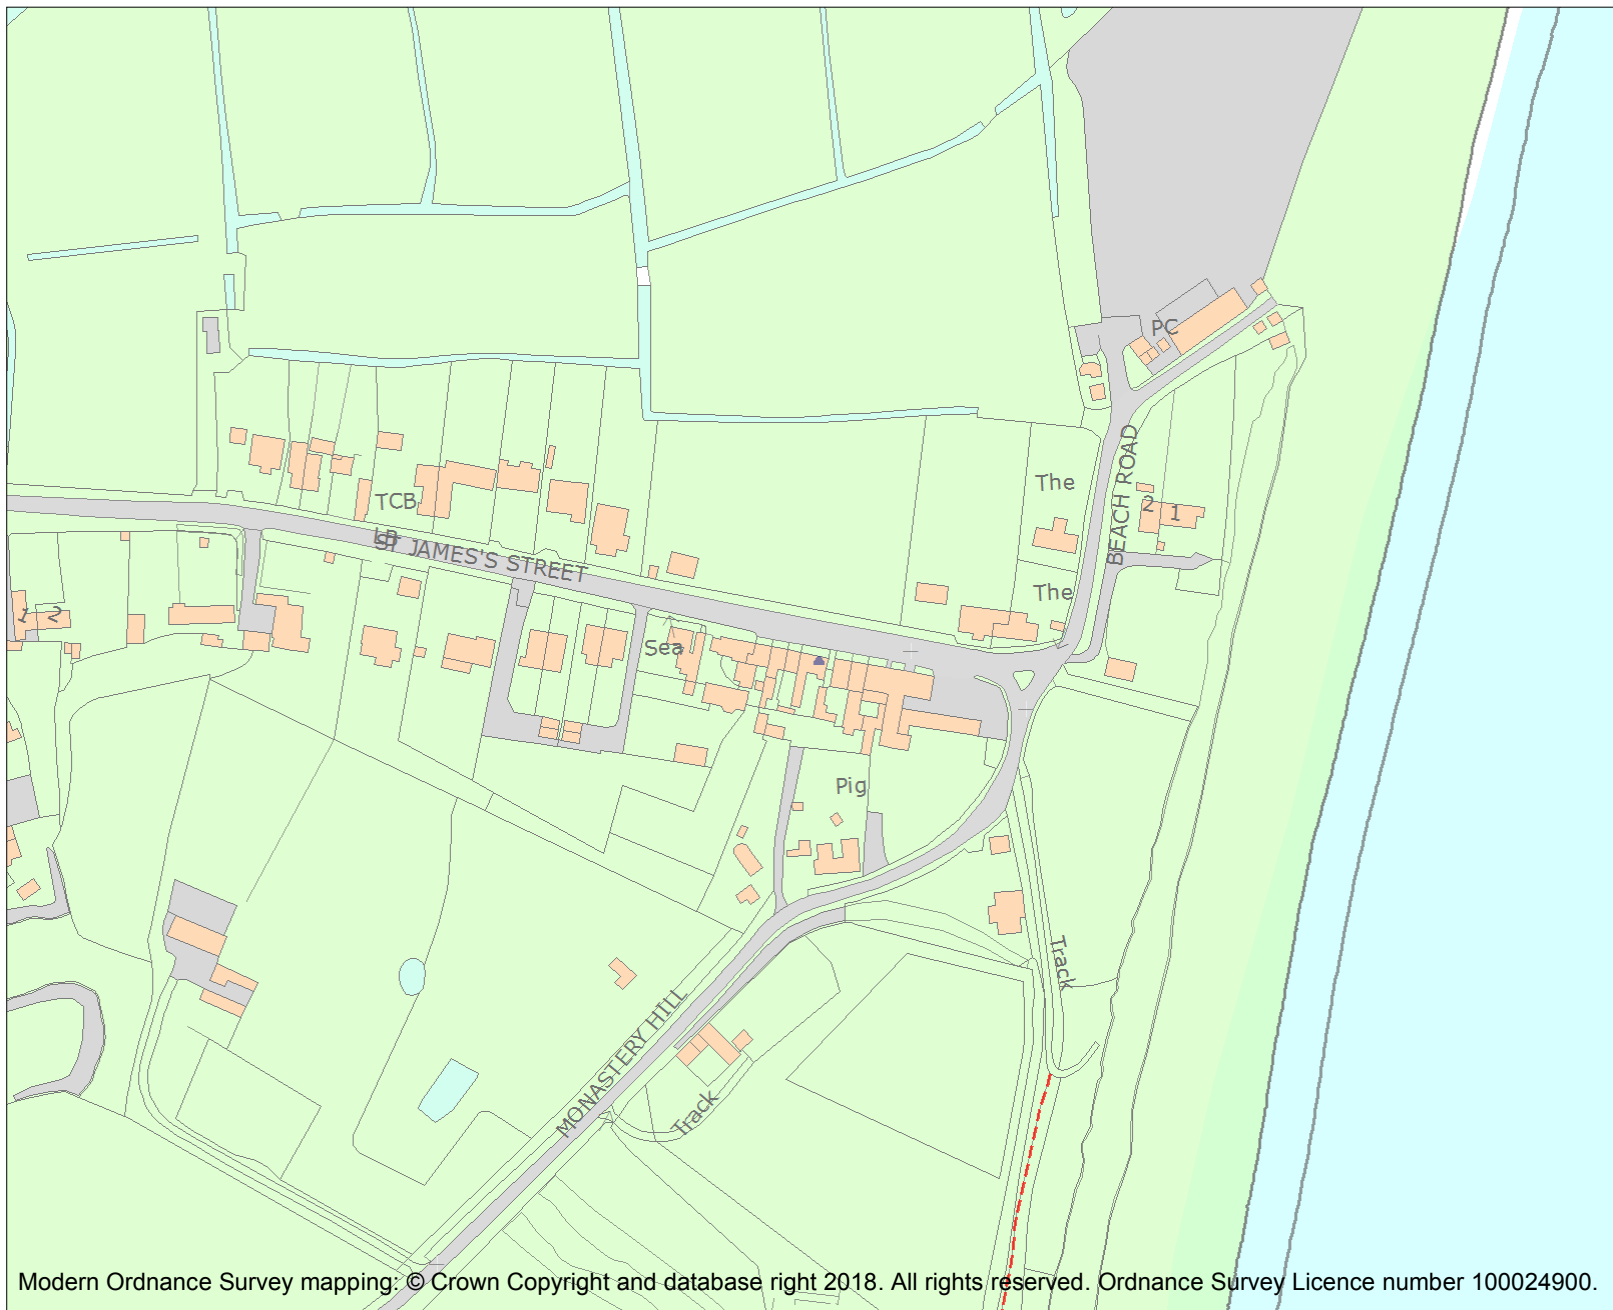 PC
BEACH ROAD
The
TCB
2
1
LB
ST JAMES'S STREET
The
1
2
Sea
Pig
Track
MONASTERY HILL
Track
Modern Ordnance Survey mapping: © Crown Copyright and database right 2018. All rights reserved. Ordnance Survey Licence number 100024900.